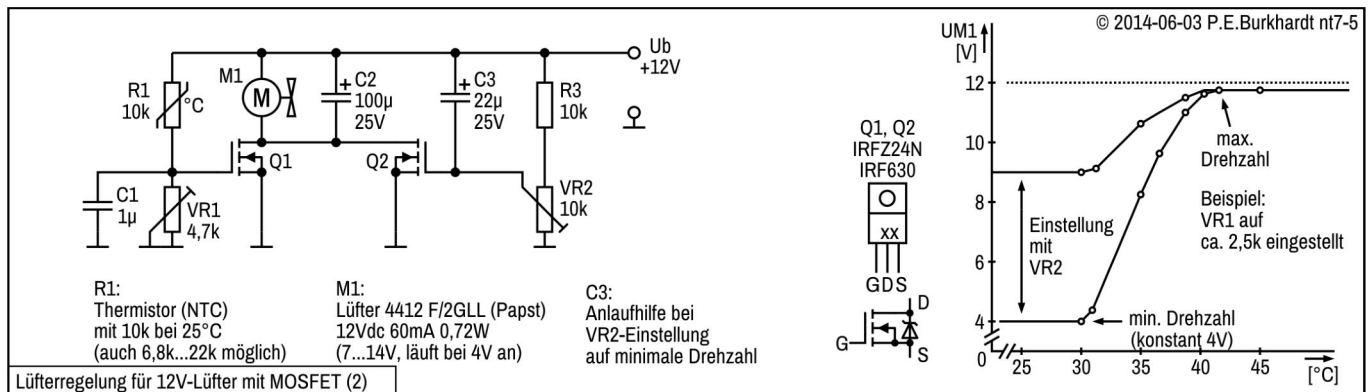 © 2014-06-03 P.E.Burkhardt nt7-5
Ub
+12V
R1
10k
°C
M1
M
C2
100µ
25V
C3
22µ
25V
R3
10k
Q1
Q2
C1
1µ
VR1
4,7k
VR2
10k
R1:
Thermistor (NTC)
mit 10k bei 25°C
(auch 6,8k...22k möglich)
M1:
Lüfter 4412 F/2GLL (Papst)
12Vdc 60mA 0,72W
(7...14V, läuft bei 4V an)
C3:
Anlaufhilfe bei
VR2-Einstellung
auf minimale Drehzahl
Lüfterregelung für 12V-Lüfter mit MOSFET (2)
Q1, Q2
IRFZ24N
IRF630
xx
G D S
D
G
S
UM1
[V]
12
10
8
6
4
0
25
30
35
40
45
[°C]
max.
Drehzahl
Beispiel:
VR1 auf
ca. 2,5k eingestellt
Einstellung
mit
VR2
min. Drehzahl
(konstant 4V)